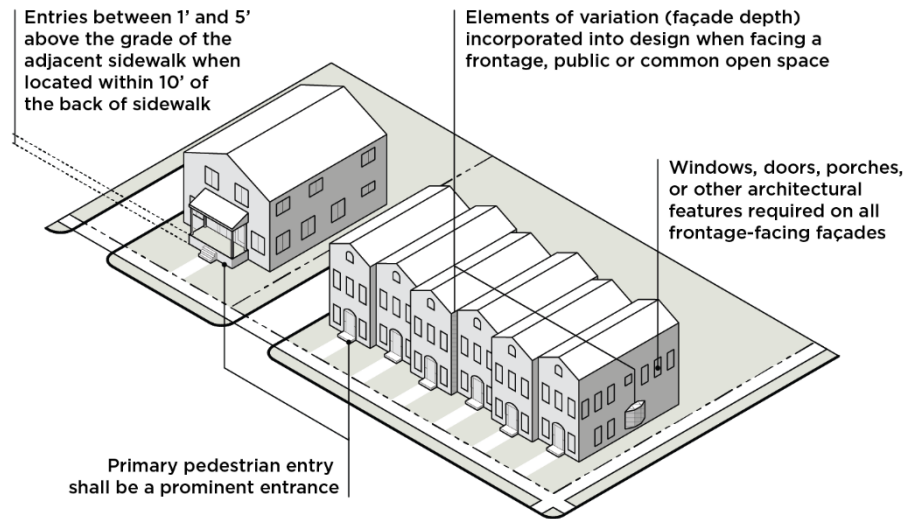 Entries between 1’ and 5’
above the grade of the
adjacent sidewalk when
located within 10’ of
the back of sidewalk
Elements of variation (façade depth)
incorporated into design when facing a
frontage, public or common open space
Windows, doors, porches,
or other architectural
features required on all
frontage-facing façades
Primary pedestrian entry
shall be a prominent entrance